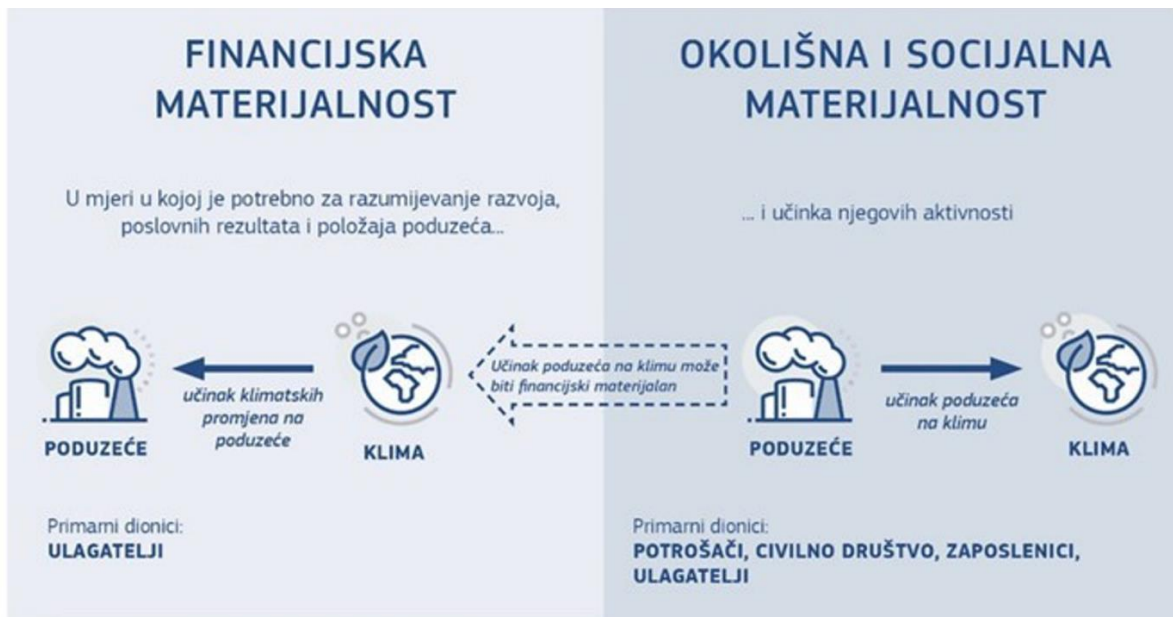 FINANCIJSKA
MATERIJALNOST
U mjeri u kojoj je potrebno za razumijevanje razvoja,
poslovnih rezultata i položaja poduzeća...
učinak klimatskih
promjena na
poduzeće
PODUZEĆE
KLIMA
Primarni dionici:
ULAGATELJI
Učinak poduzeća na klimu može
biti financijski materijalan
OKOLIŠNA I SOCIJALNA
MATERIJALNOST
... i učinka njegovih aktivnosti
učinak poduzeća
na klimu
PODUZEĆE
KLIMA
Primarni dionici:
POTROŠAČI, CIVILNO DRUŠTVO, ZAPOSLENICI,
ULAGATELJI